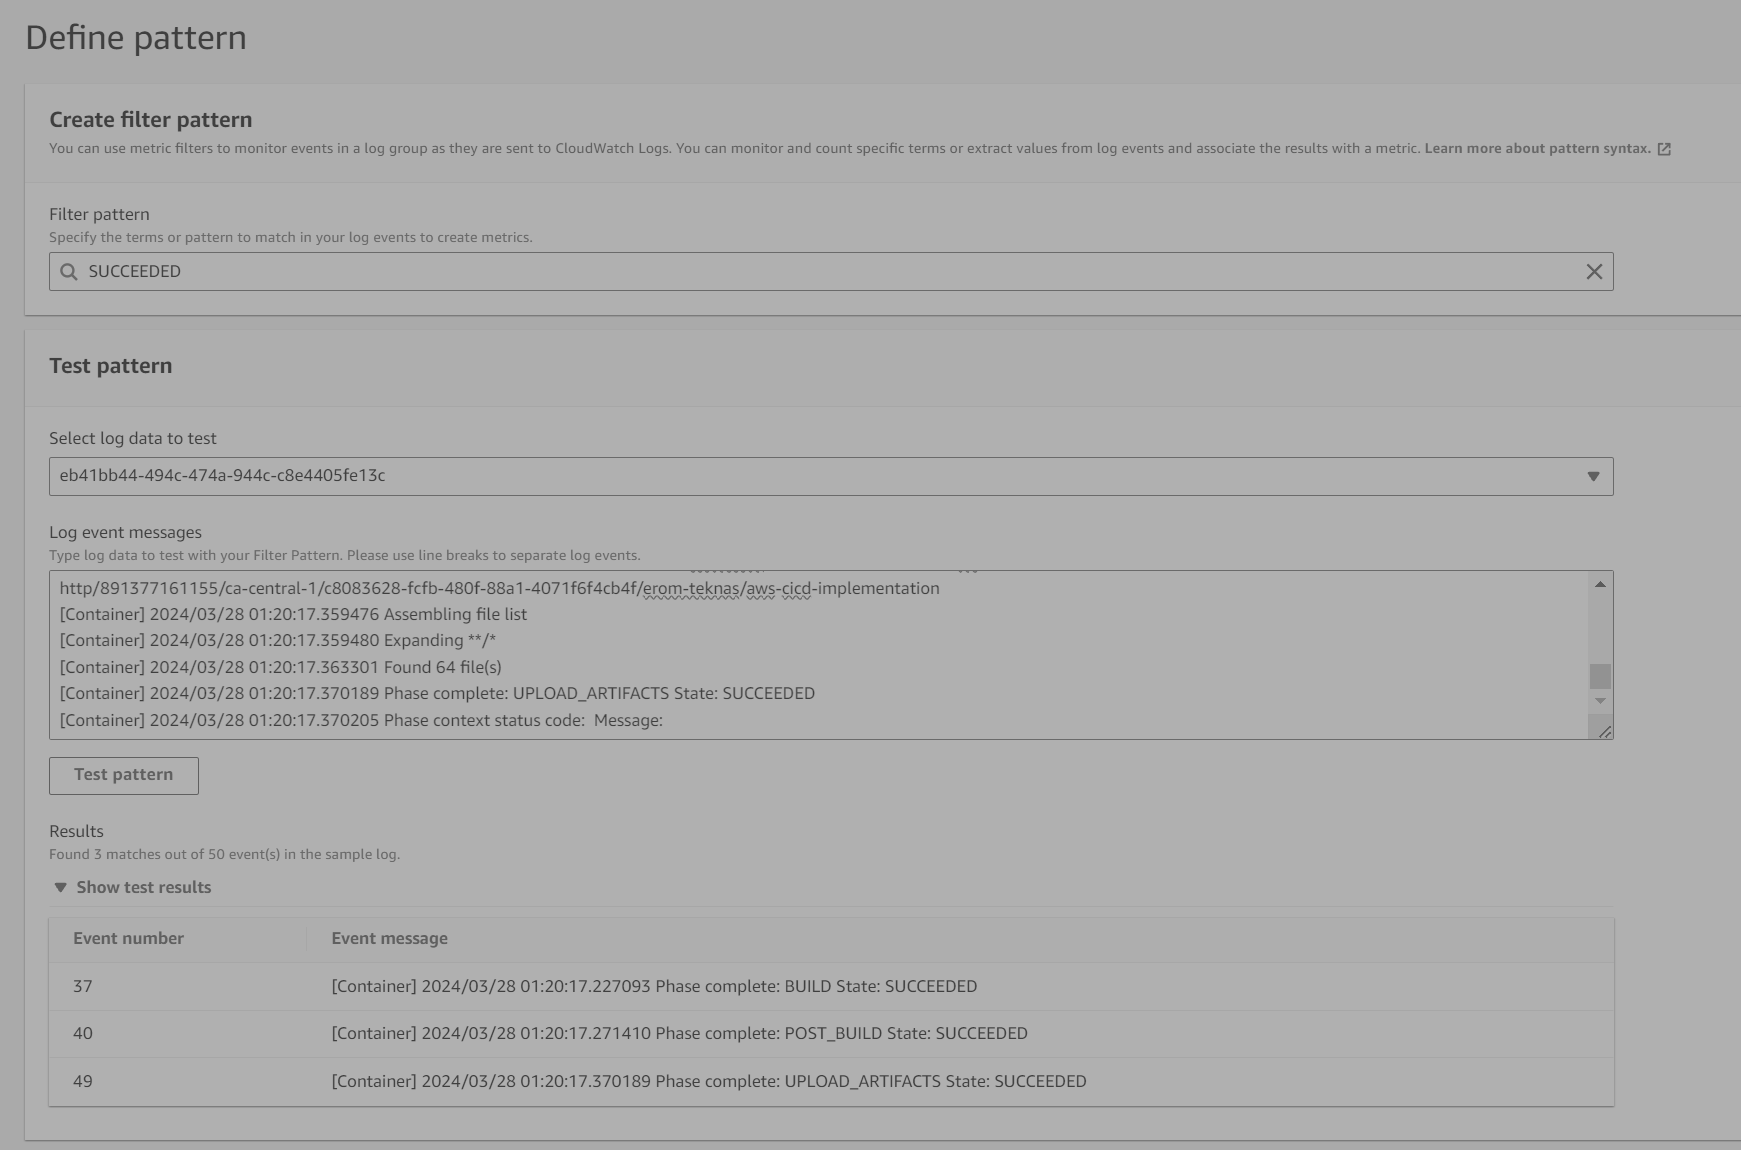 Define pattern
Create filter pattern
You can use metric filters to monitor events in a log group as they are sent to CloudWatch Logs. You can monitor and count specific terms or extract values from log events and associate the results with a metric. Learn more about pattern syntax.
Filter pattern
Specify the terms or pattern to match in your log events to create metrics.
SUCCEEDED
Test pattern
Select log data to test
eb41bb44-494c-474a-944c-c8e4405fe13c
Log event messages
Type log data to test with your Filter Pattern. Please use line breaks to separate log events.
http/891377161155/ca-central-1/c8083628-fcfb-480f-88a1-4071f6f4cb4f/erom-teknas/aws-cicd-implementation
[Container] 2024/03/28 01:20:17.359476 Assembling file list
[Container] 2024/03/28 01:20:17.359480 Expanding **/*
[Container] 2024/03/28 01:20:17.363301 Found 64 file(s)
[Container] 2024/03/28 01:20:17.370189 Phase complete: UPLOAD_ARTIFACTS State: SUCCEEDED
[Container] 2024/03/28 01:20:17.370205 Phase context status code:  Message:
Test pattern
Results
Found 3 matches out of 50 event(s) in the sample log.
Show test results
Event number Event message
37 [Container] 2024/03/28 01:20:17.227093 Phase complete: BUILD State: SUCCEEDED
40 [Container] 2024/03/28 01:20:17.271410 Phase complete: POST_BUILD State: SUCCEEDED
49 [Container] 2024/03/28 01:20:17.370189 Phase complete: UPLOAD_ARTIFACTS State: SUCCEEDED